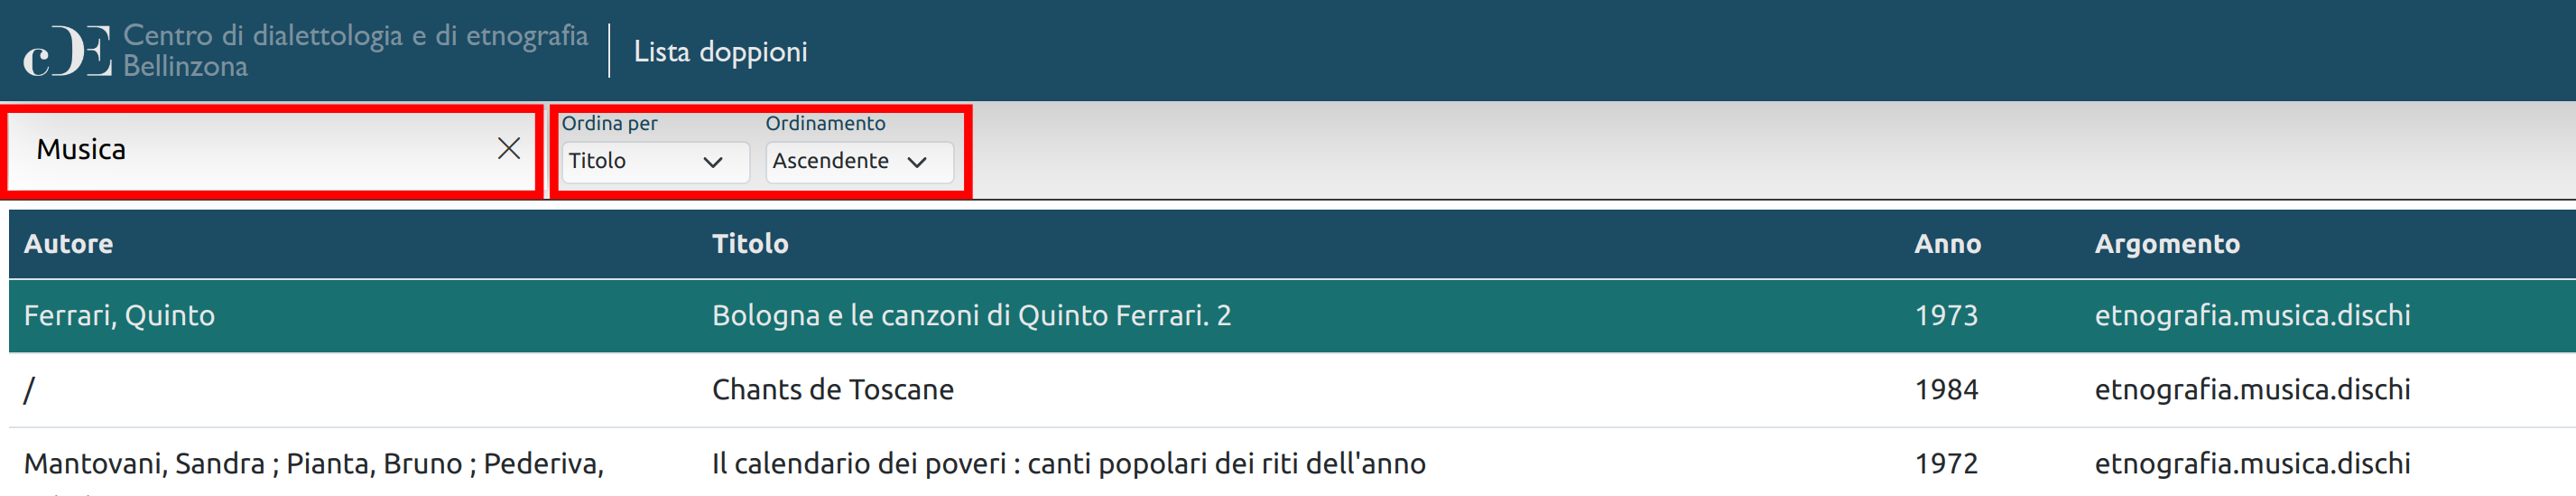 cDE Centro di dialettologia e di etnografia
Bellinzona
Lista doppioni
Musica
Ordina per Ordinamento
Titolo Ascendente
Autore Titolo Anno Argomento
Ferrari, Quinto Bologna e le canzoni di Quinto Ferrari. 2 1973 etnografia.musica.dischi
/ Chants de Toscane 1984 etnografia.musica.dischi
Mantovani, Sandra ; Pianta, Bruno ; Pederiva, Il calendario dei poveri : canti popolari dei riti dell'anno 1972 etnografia.musica.dischi